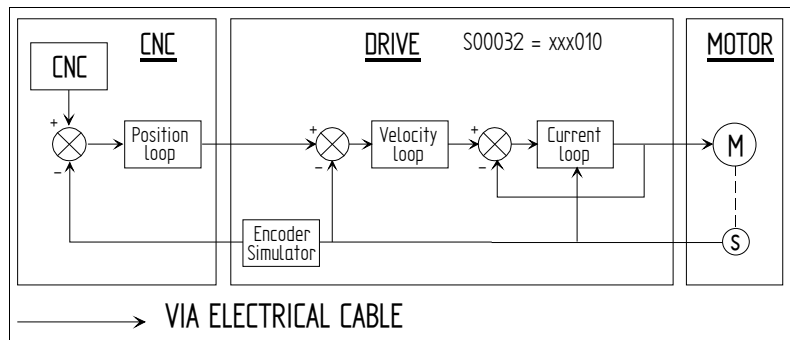 CNC
DRIVE
S00032 = xxx010
MOTOR
CNC
+
-
Position
loop
+
-
Velocity
loop
+
-
Current
loop
M
Encoder
Simulator
S
VIA ELECTRICAL CABLE